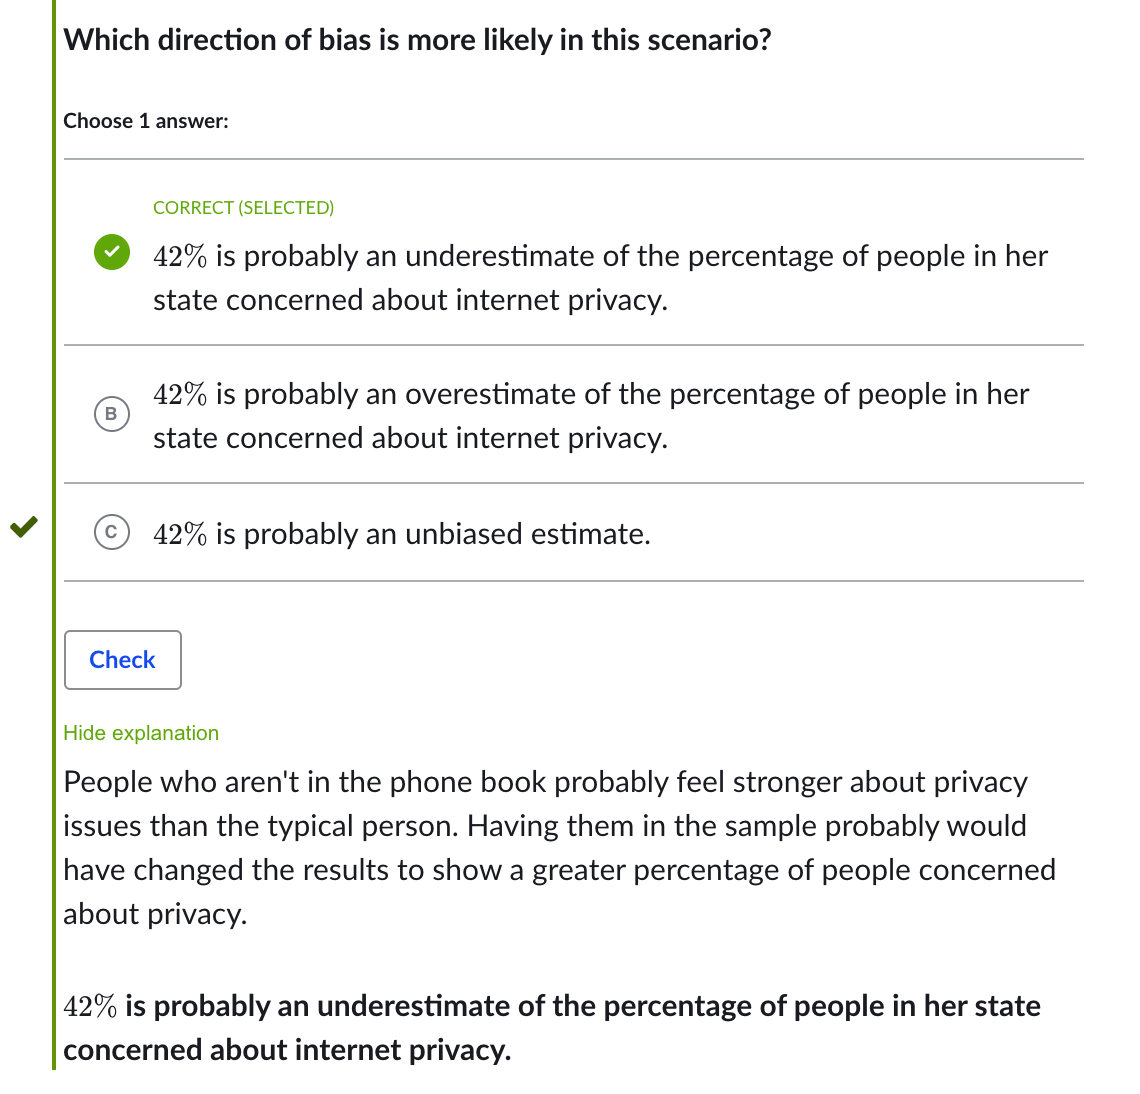 Which direction of bias is more likely in this scenario?
Choose 1 answer:
CORRECT (SELECTED)
42% is probably an underestimate of the percentage of people in her
state concerned about internet privacy.
B
42% is probably an overestimate of the percentage of people in her
state concerned about internet privacy.
C
42% is probably an unbiased estimate.
Check
Hide explanation
People who aren't in the phone book probably feel stronger about privacy
issues than the typical person. Having them in the sample probably would
have changed the results to show a greater percentage of people concerned
about privacy.
42% is probably an underestimate of the percentage of people in her state
concerned about internet privacy.